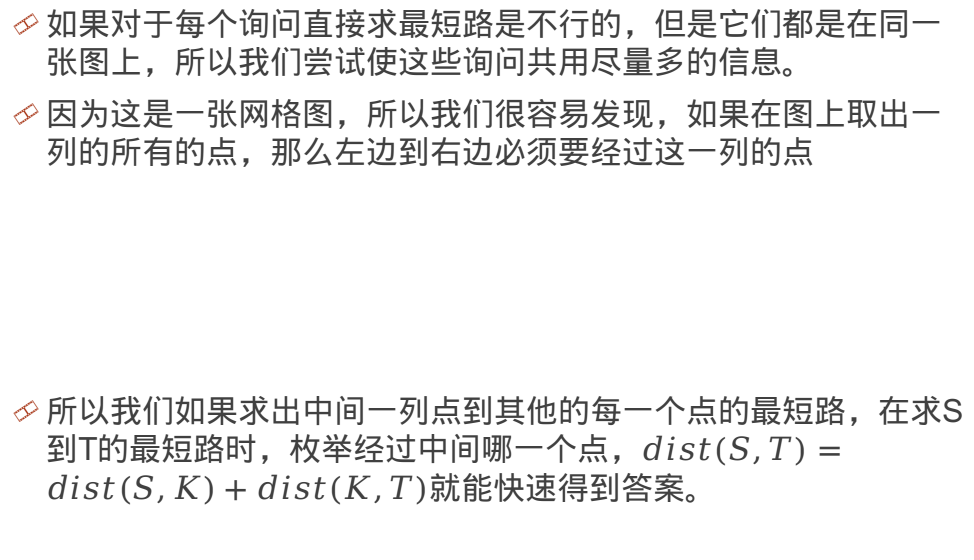 如果对于每个询问直接求最短路是不行的，但是它们都是在同一
张图上，所以我们尝试使这些询问共用尽量多的信息。
因为这是一张网格图，所以我们很容易发现，如果在图上取出一
列的所有的点，那么左边到右边必须要经过这一列的点
所以我们如果求出中间一列点到其他的每一个点的最短路，在求S
到T的最短路时，枚举经过中间哪一个点，dist(S,T) =
dist(S,K) + dist(K,T)就能快速得到答案。